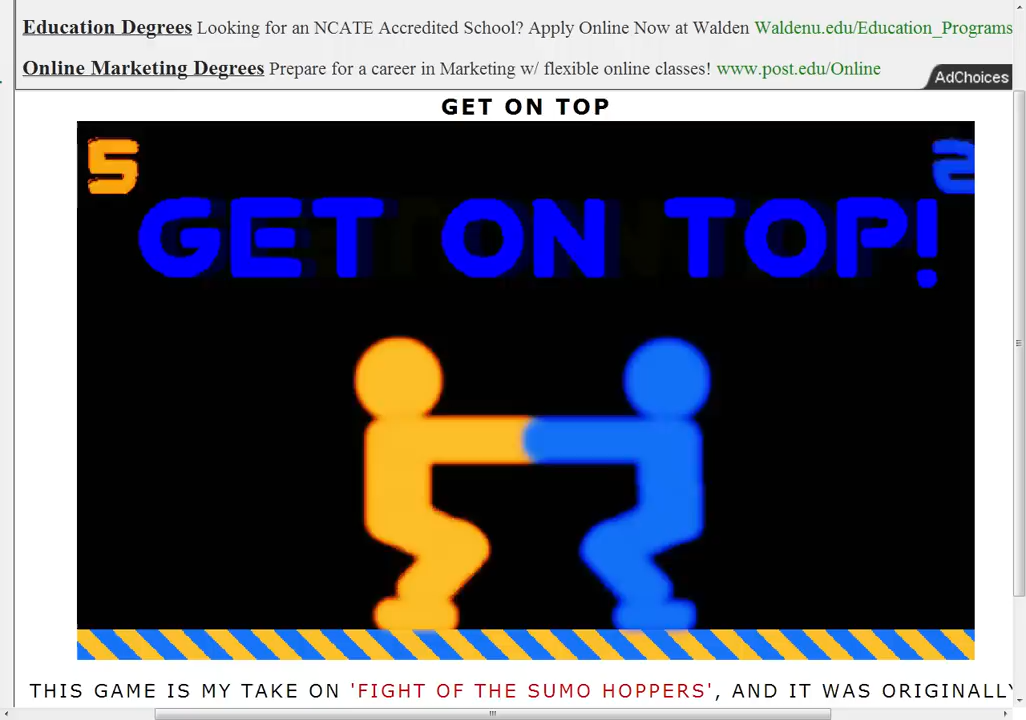 Education Degrees Looking for an NCATE Accredited School? Apply Online Now at Walden Waldenu.edu/Education_Programs
Online Marketing Degrees Prepare for a career in Marketing w/ flexible online classes! www.post.edu/Online
AdChoices
GET ON TOP
5 2
GET ON TOP!
THIS GAME IS MY TAKE ON 'FIGHT OF THE SUMO HOPPERS', AND IT WAS ORIGINALLY